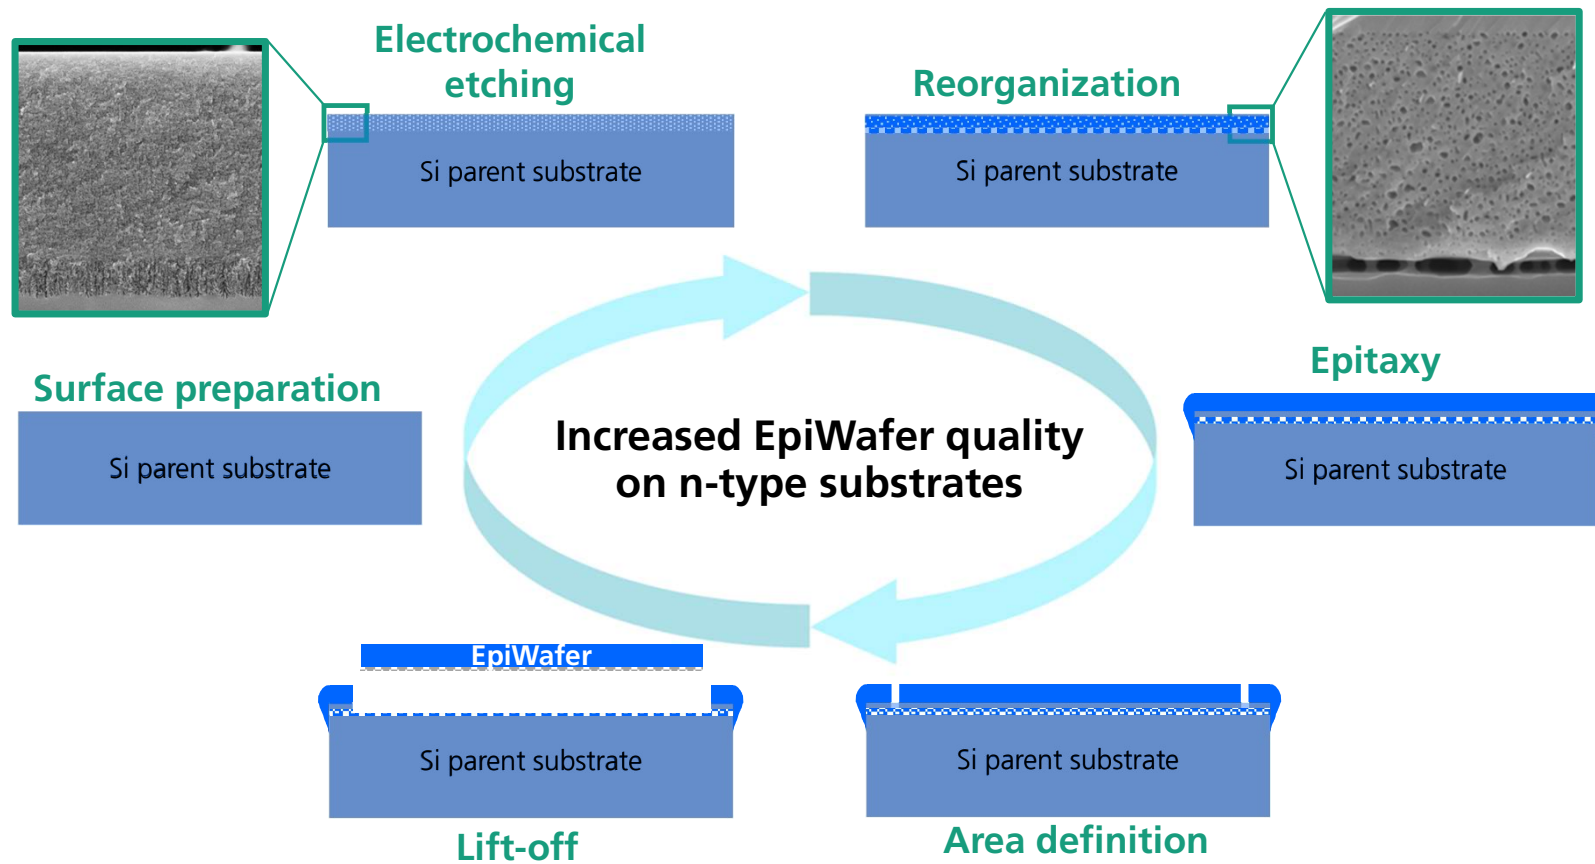 Electrochemical
etching
Si parent substrate
Reorganization
Si parent substrate
Surface preparation
Si parent substrate
Increased EpiWafer quality
on n-type substrates
Epitaxy
Si parent substrate
EpiWafer
Si parent substrate
Lift-off
Si parent substrate
Area definition